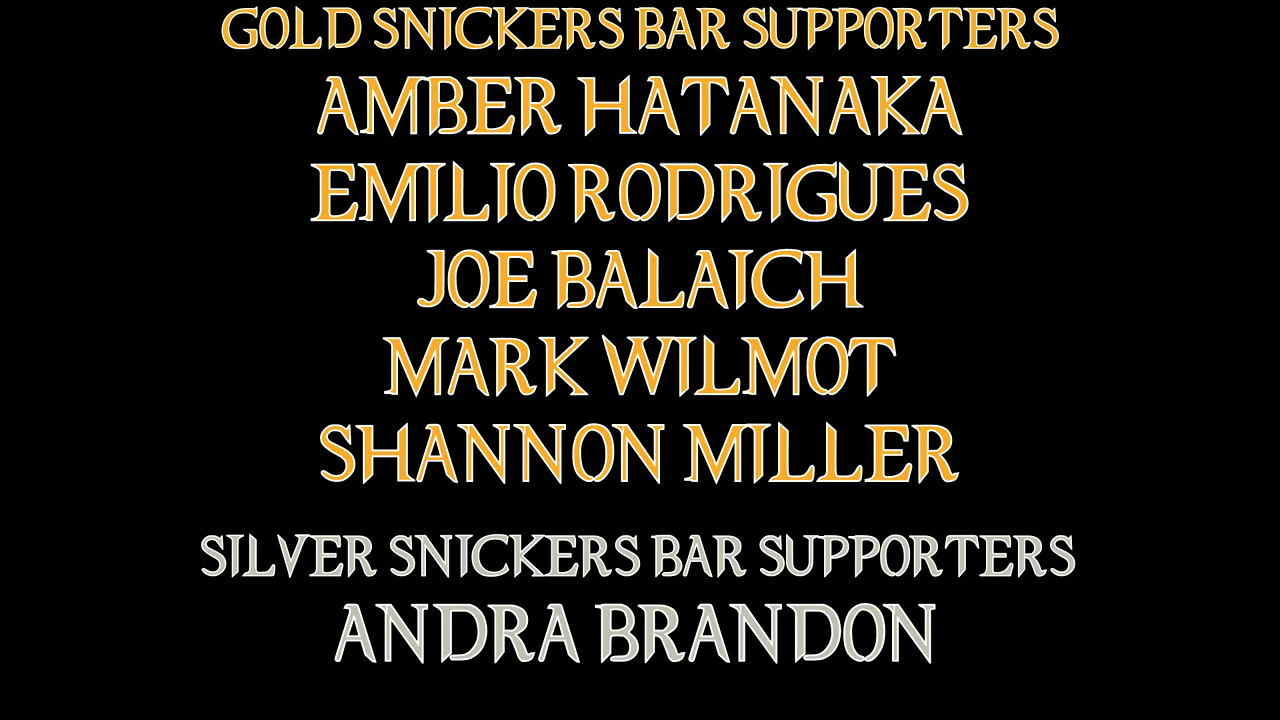 GOLD SNICKERS BAR SUPPORTERS
AMBER HATANAKA
EMILIO RODRIGUES
JOE BALAICH
MARK WILMOT
SHANNON MILLER
SILVER SNICKERS BAR SUPPORTERS
ANDRA BRANDON